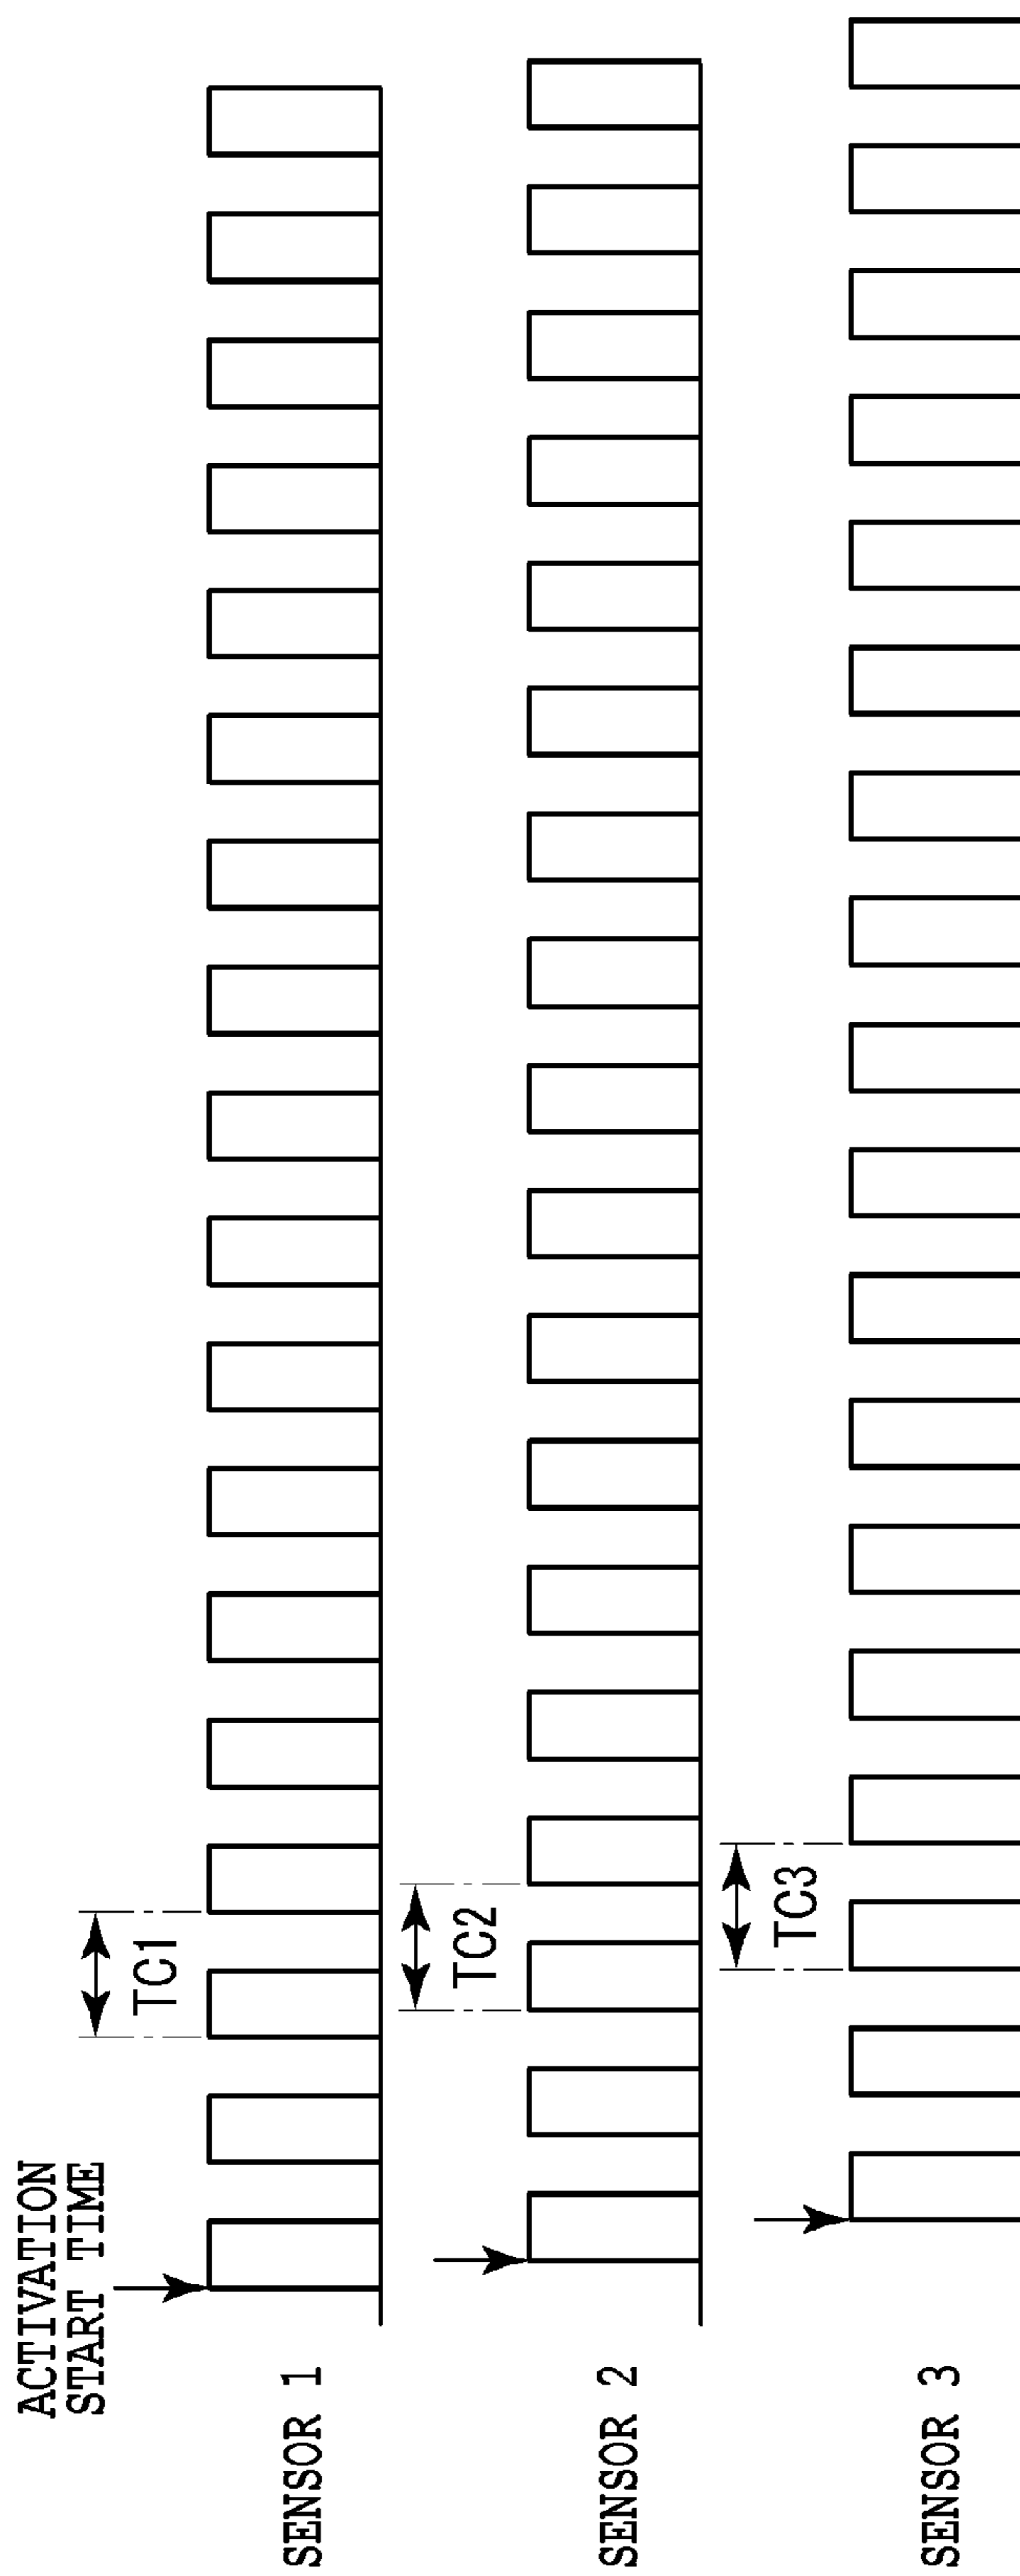 ACTIVATION
START TIME
TC1
SENSOR 1
TC2
SENSOR 2
TC3
SENSOR 3